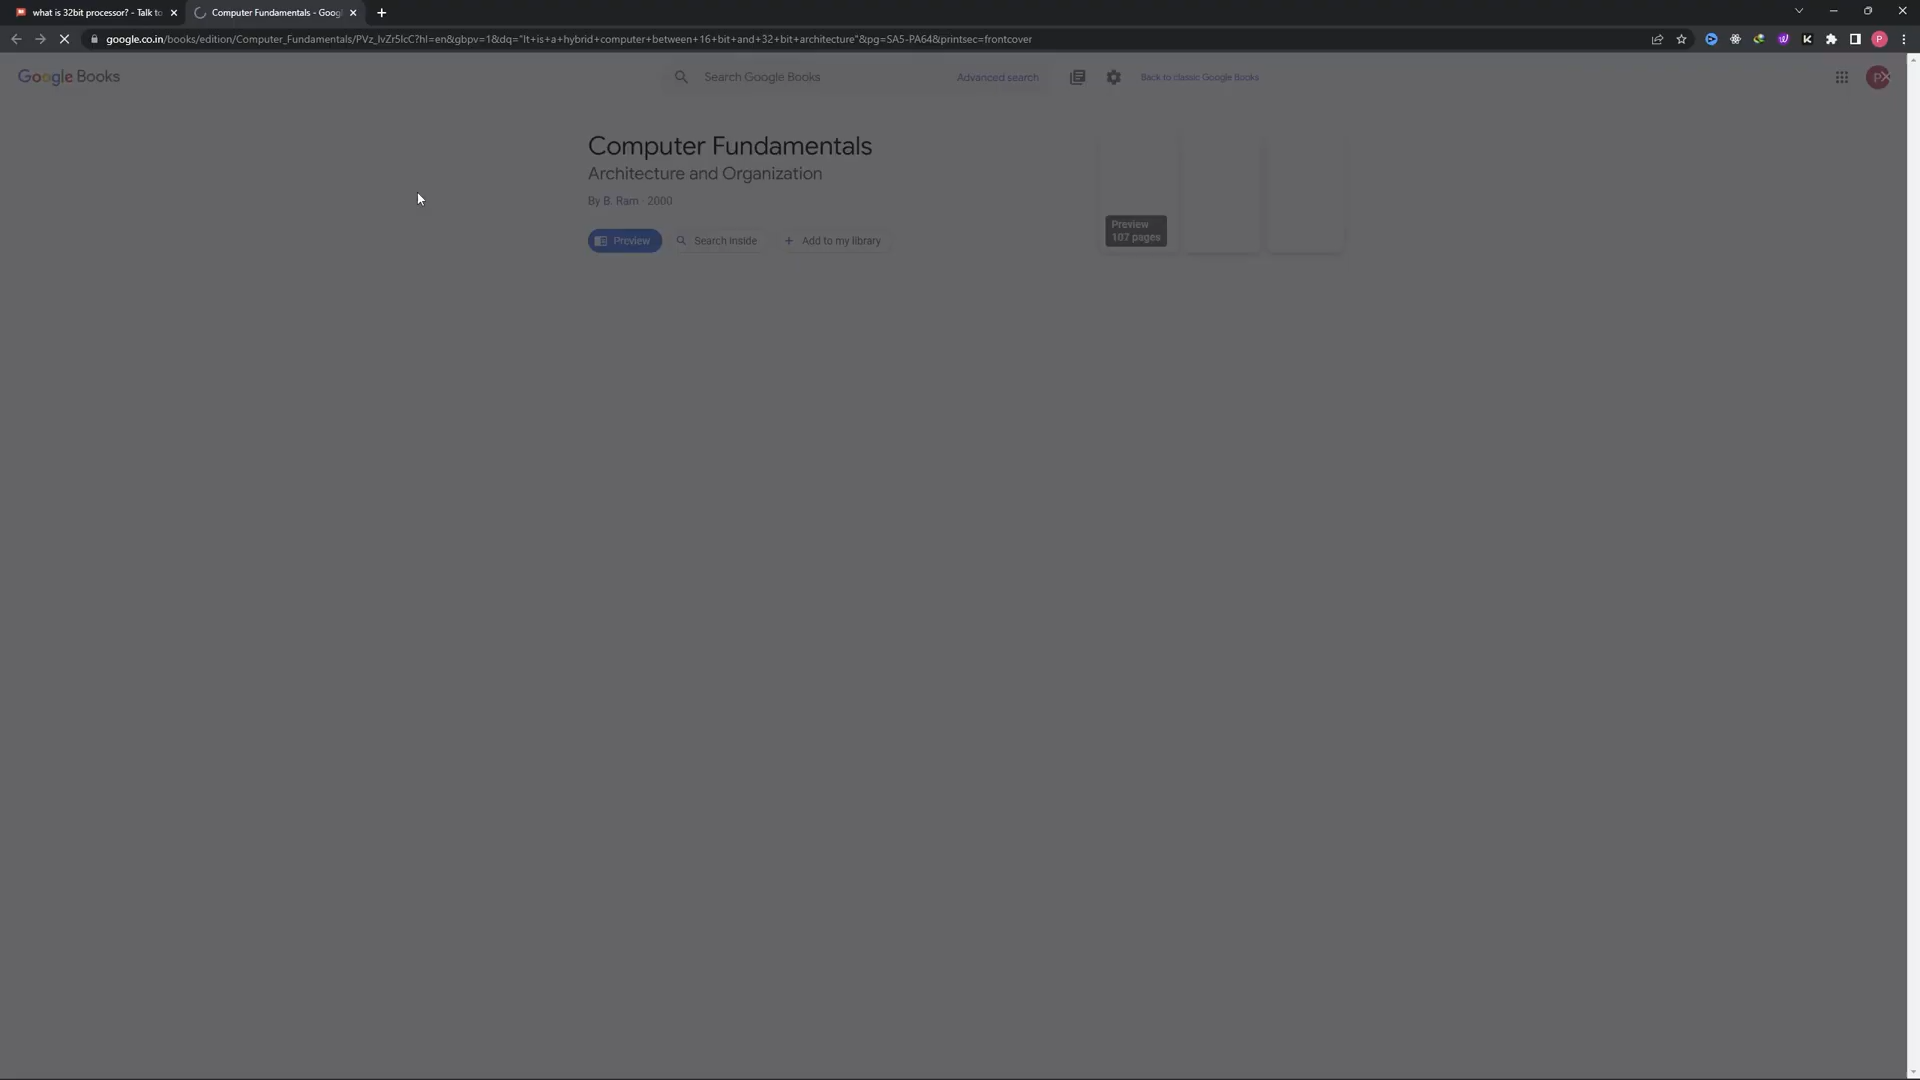 what is 32bit processor? - Talk to
Computer Fundamentals - Goog
google.co.in/books/edition/Computer_Fundamentals/PVz_IvZr5IcC?hl=en&gbpv=1&dq="It+is+a+hybrid+computer+between+16+bit+and+32+bit+architecture"&pg=SA5-PA64&printsec=frontcover
P
Google Books
Search Google Books
Advanced search
Back to classic Google Books
P
Computer Fundamentals
Architecture and Organization
By B. Ram · 2000
Preview
107 pages
Preview
Search inside
Add to my library